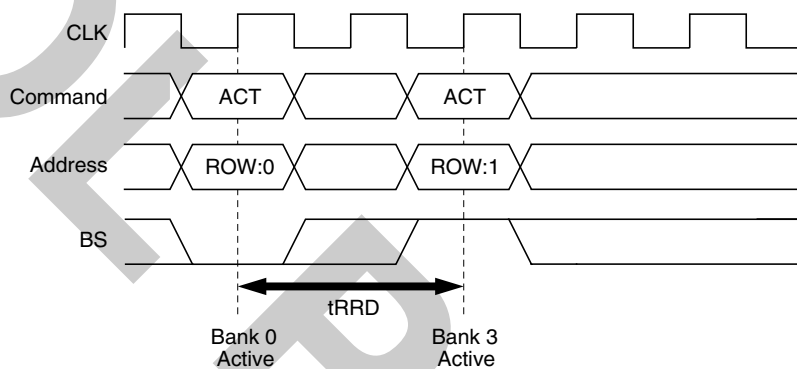 CLK
Command ACT ACT
Address ROW:0 ROW:1
BS
tRRD
Bank 0 Bank 3
Active Active